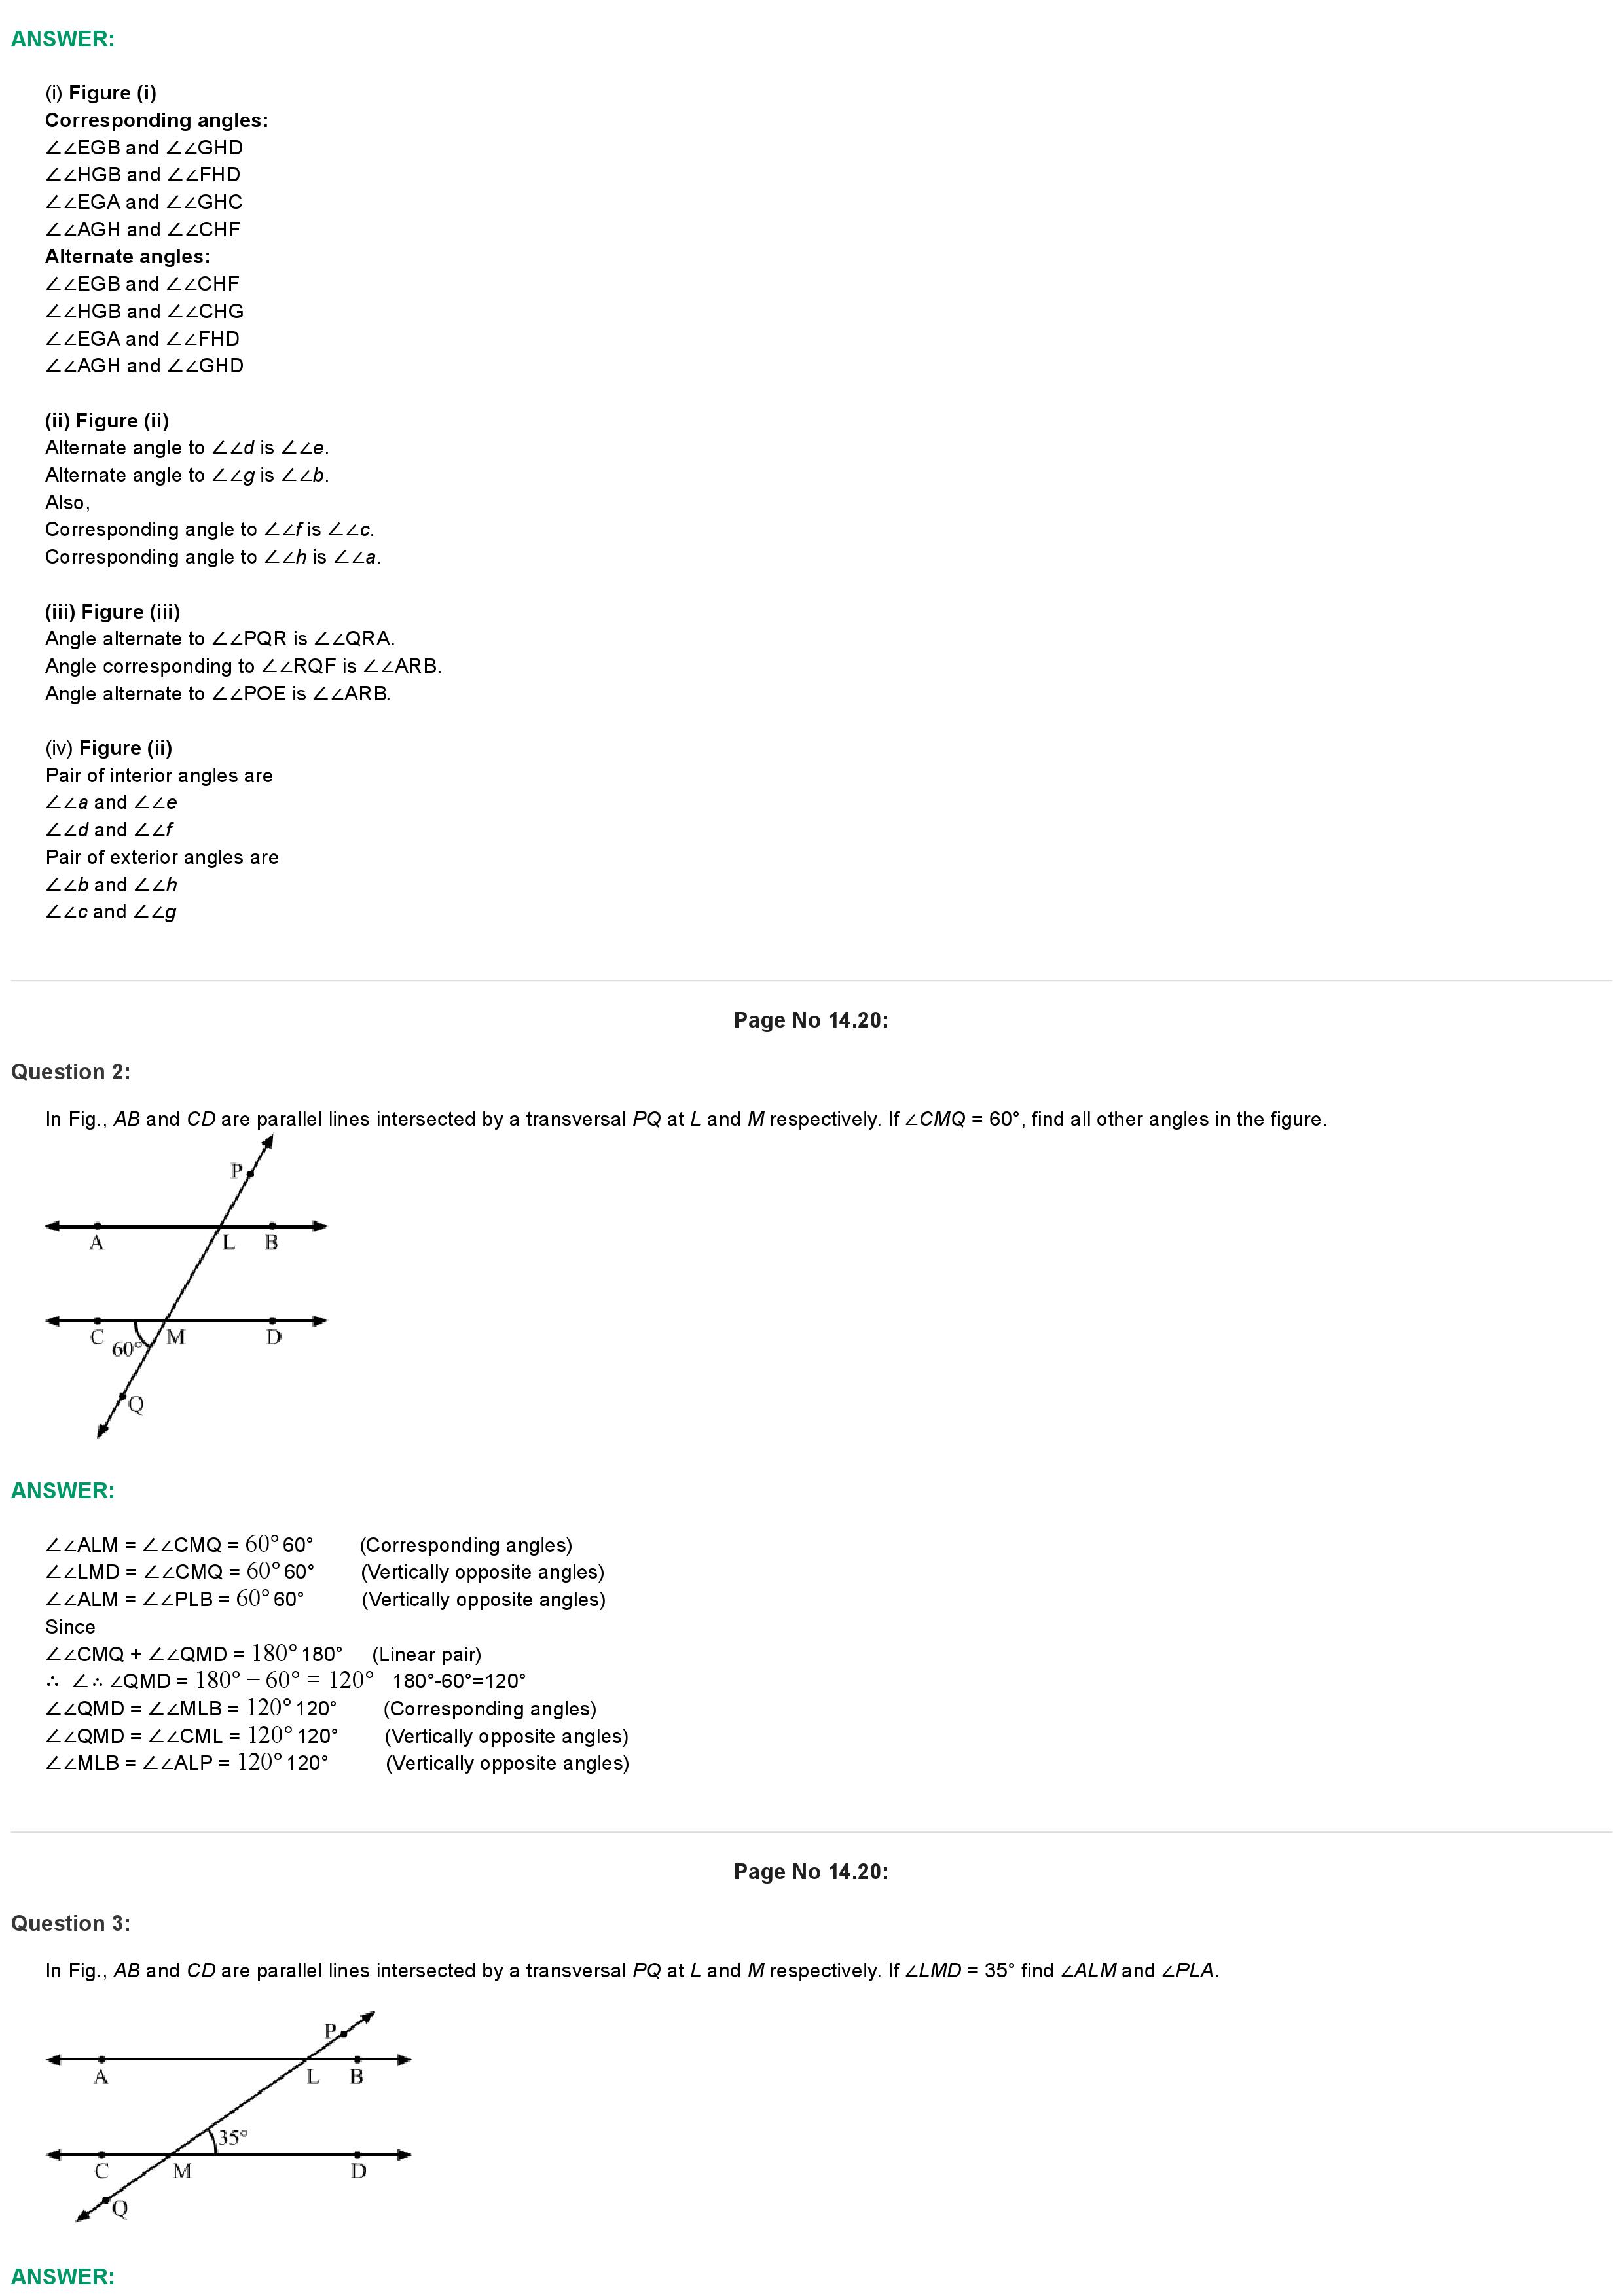 ANSWER:
(i) Figure (i)
Corresponding angles:
∠∠EGB and ∠∠GHD
∠∠HGB and ∠∠FHD
∠∠EGA and ∠∠GHC
∠∠AGH and ∠∠CHF
Alternate angles:
∠∠EGB and ∠∠CHF
∠∠HGB and ∠∠CHG
∠∠EGA and ∠∠FHD
∠∠AGH and ∠∠GHD
(ii) Figure (ii)
Alternate angle to ∠∠d is ∠∠e.
Alternate angle to ∠∠g is ∠∠b.
Also,
Corresponding angle to ∠∠f is ∠∠c.
Corresponding angle to ∠∠h is ∠∠a.
(iii) Figure (iii)
Angle alternate to ∠∠PQR is ∠∠QRA.
Angle corresponding to ∠∠RQF is ∠∠ARB.
Angle alternate to ∠∠POE is ∠∠ARB.
(iv) Figure (ii)
Pair of interior angles are
∠∠a and ∠∠e
∠∠d and ∠∠f
Pair of exterior angles are
∠∠b and ∠∠h
∠∠c and ∠∠g
Page No 14.20:
Question 2:
In Fig., AB and CD are parallel lines intersected by a transversal PQ at L and M respectively. If ∠CMQ = 60°, find all other angles in the figure.
P
A L B
C 60° M D
Q
ANSWER:
∠∠ALM = ∠∠CMQ = 60° 60° (Corresponding angles)
∠∠LMD = ∠∠CMQ = 60° 60° (Vertically opposite angles)
∠∠ALM = ∠∠PLB = 60° 60° (Vertically opposite angles)
Since
∠∠CMQ + ∠∠QMD = 180° 180° (Linear pair)
∴ ∠∴ ∠QMD = 180° − 60° = 120° 180°-60°=120°
∠∠QMD = ∠∠MLB = 120° 120° (Corresponding angles)
∠∠QMD = ∠∠CML = 120° 120° (Vertically opposite angles)
∠∠MLB = ∠∠ALP = 120° 120° (Vertically opposite angles)
Page No 14.20:
Question 3:
In Fig., AB and CD are parallel lines intersected by a transversal PQ at L and M respectively. If ∠LMD = 35° find ∠ALM and ∠PLA.
P
A L B
35°
C M D
Q
ANSWER: